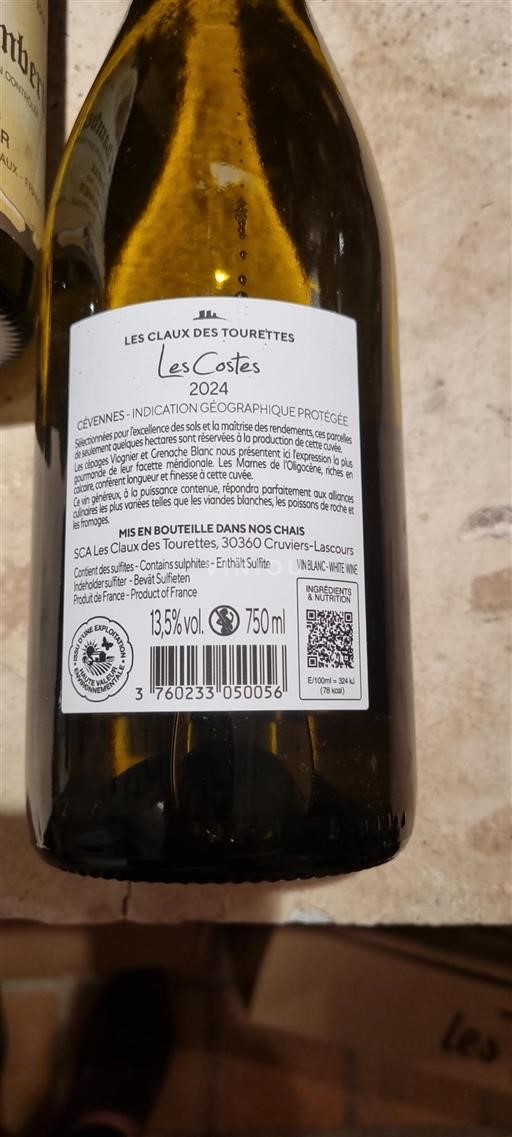 LES CLAUX DES TOURETTES
Les Costes
2024
CÉVENNES - INDICATION GÉOGRAPHIQUE PROTÉGÉE
Sélectionnées pour l'excellence des sols et la maîtrise des rendements, ces parcelles
de seulement quelques hectares sont réservées à la production de cette cuvée.
Les cépages Viognier et Grenache Blanc nous présentent ici l'expression la plus
gourmande de leur facette méridionale. Les Marnes de l'Oligocène, riches en
calcaire, confèrent longueur et finesse à cette cuvée.
Ce vin généreux, à la puissance contenue, répondra parfaitement aux alliances
culinaires les plus variées telles que les viandes blanches, les poissons de roche et
les fromages.
MIS EN BOUTEILLE DANS NOS CHAIS
SCA Les Claux des Tourettes, 30360 Cruviers-Lascours
Contient des sulfites - Contains sulphites - Enthält Sulfite
VIN BLANC - WHITE WINE
Indeholder sulfiter - Bevät Sulfieten
Produit de France - Product of France
INGRÉDIENTS
& NUTRITION
13,5% vol.
750 ml
ISSU D'UNE EXPLOITATION
HAUTE VALEUR
ENVIRONNEMENTALE
3 760233 050056
E/100ml = 324 kJ
(78 kcal)
mber
CONTRÔLÉE
R
AUX - FRAN
les